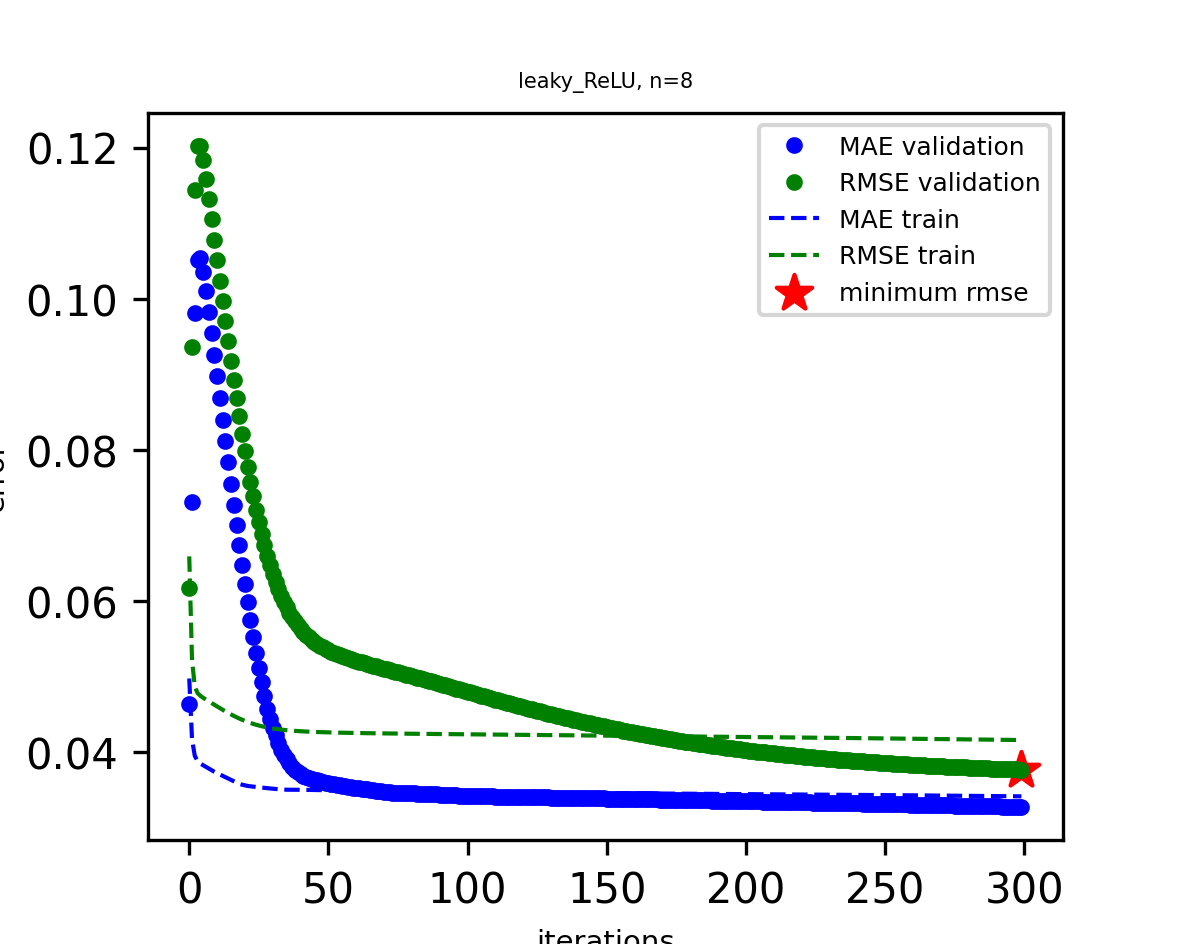 leaky_ReLU, n=8
0.12
0.10
0.08
0.06
0.04
MAE validation
RMSE validation
MAE train
RMSE train
minimum rmse
0 50 100 150 200 250 300
iterations